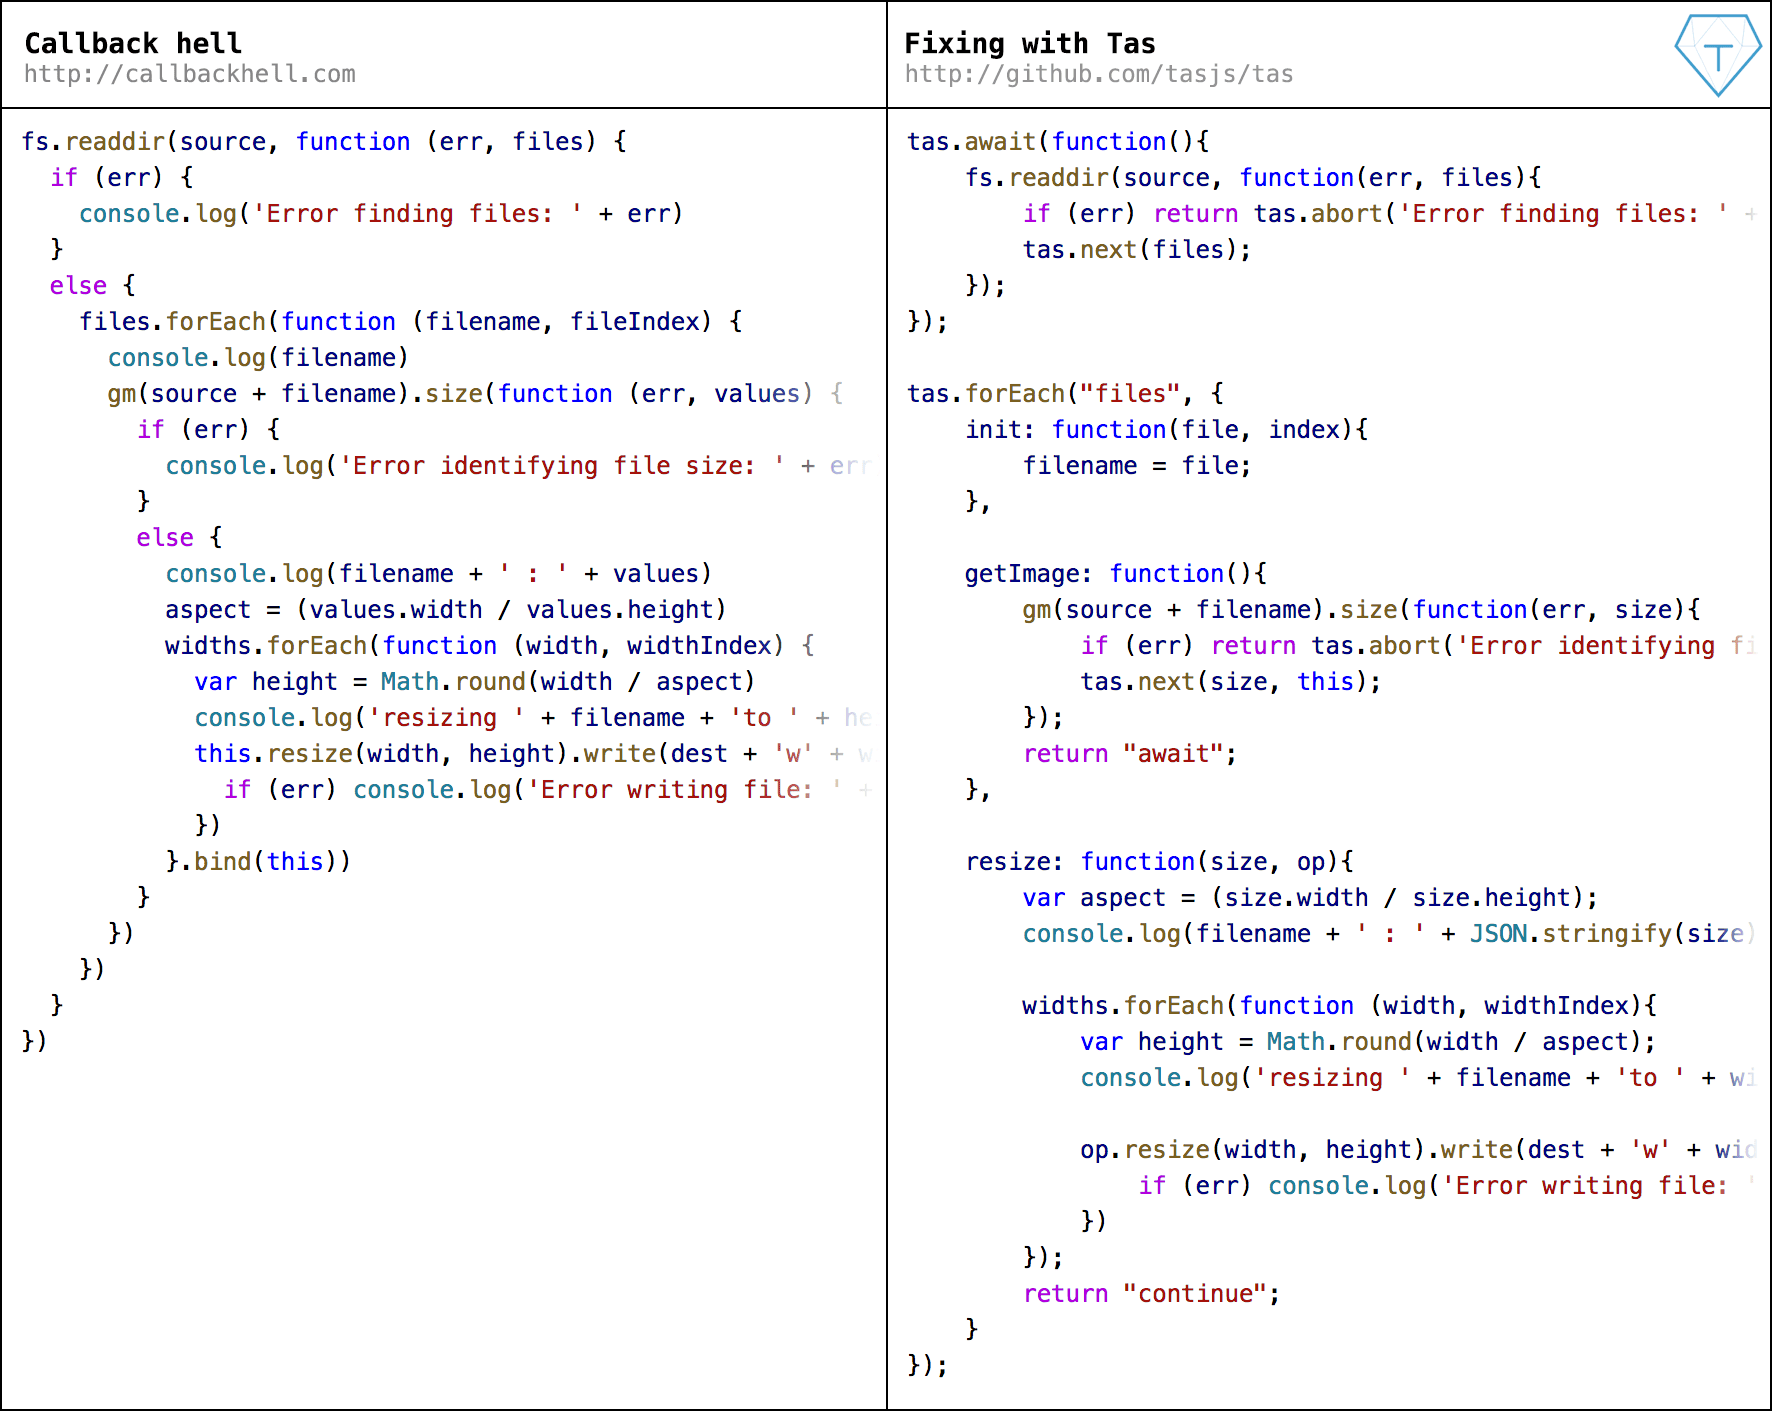 Callback hell
http://callbackhell.com
fs.readdir(source, function (err, files) {
  if (err) {
    console.log('Error finding files: ' + err)
  }
  else {
    files.forEach(function (filename, fileIndex) {
      console.log(filename)
      gm(source + filename).size(function (err, values) {
        if (err) {
          console.log('Error identifying file size: ' + err
        }
        else {
          console.log(filename + ' : ' + values)
          aspect = (values.width / values.height)
          widths.forEach(function (width, widthIndex) {
            var height = Math.round(width / aspect)
            console.log('resizing ' + filename + 'to ' + he
            this.resize(width, height).write(dest + 'w' + w
              if (err) console.log('Error writing file: ' +
            })
          }.bind(this))
        }
      })
    })
  }
})
Fixing with Tas
http://github.com/tasjs/tas
T
tas.await(function(){
    fs.readdir(source, function(err, files){
        if (err) return tas.abort('Error finding files: ' +
        tas.next(files);
    });
});

tas.forEach("files", {
    init: function(file, index){
        filename = file;
    },

    getImage: function(){
        gm(source + filename).size(function(err, size){
            if (err) return tas.abort('Error identifying fi
            tas.next(size, this);
        });
        return "await";
    },

    resize: function(size, op){
        var aspect = (size.width / size.height);
        console.log(filename + ' : ' + JSON.stringify(size)

        widths.forEach(function (width, widthIndex){
            var height = Math.round(width / aspect);
            console.log('resizing ' + filename + 'to ' + wi

            op.resize(width, height).write(dest + 'w' + wid
                if (err) console.log('Error writing file: '
            })
        });
        return "continue";
    }
});